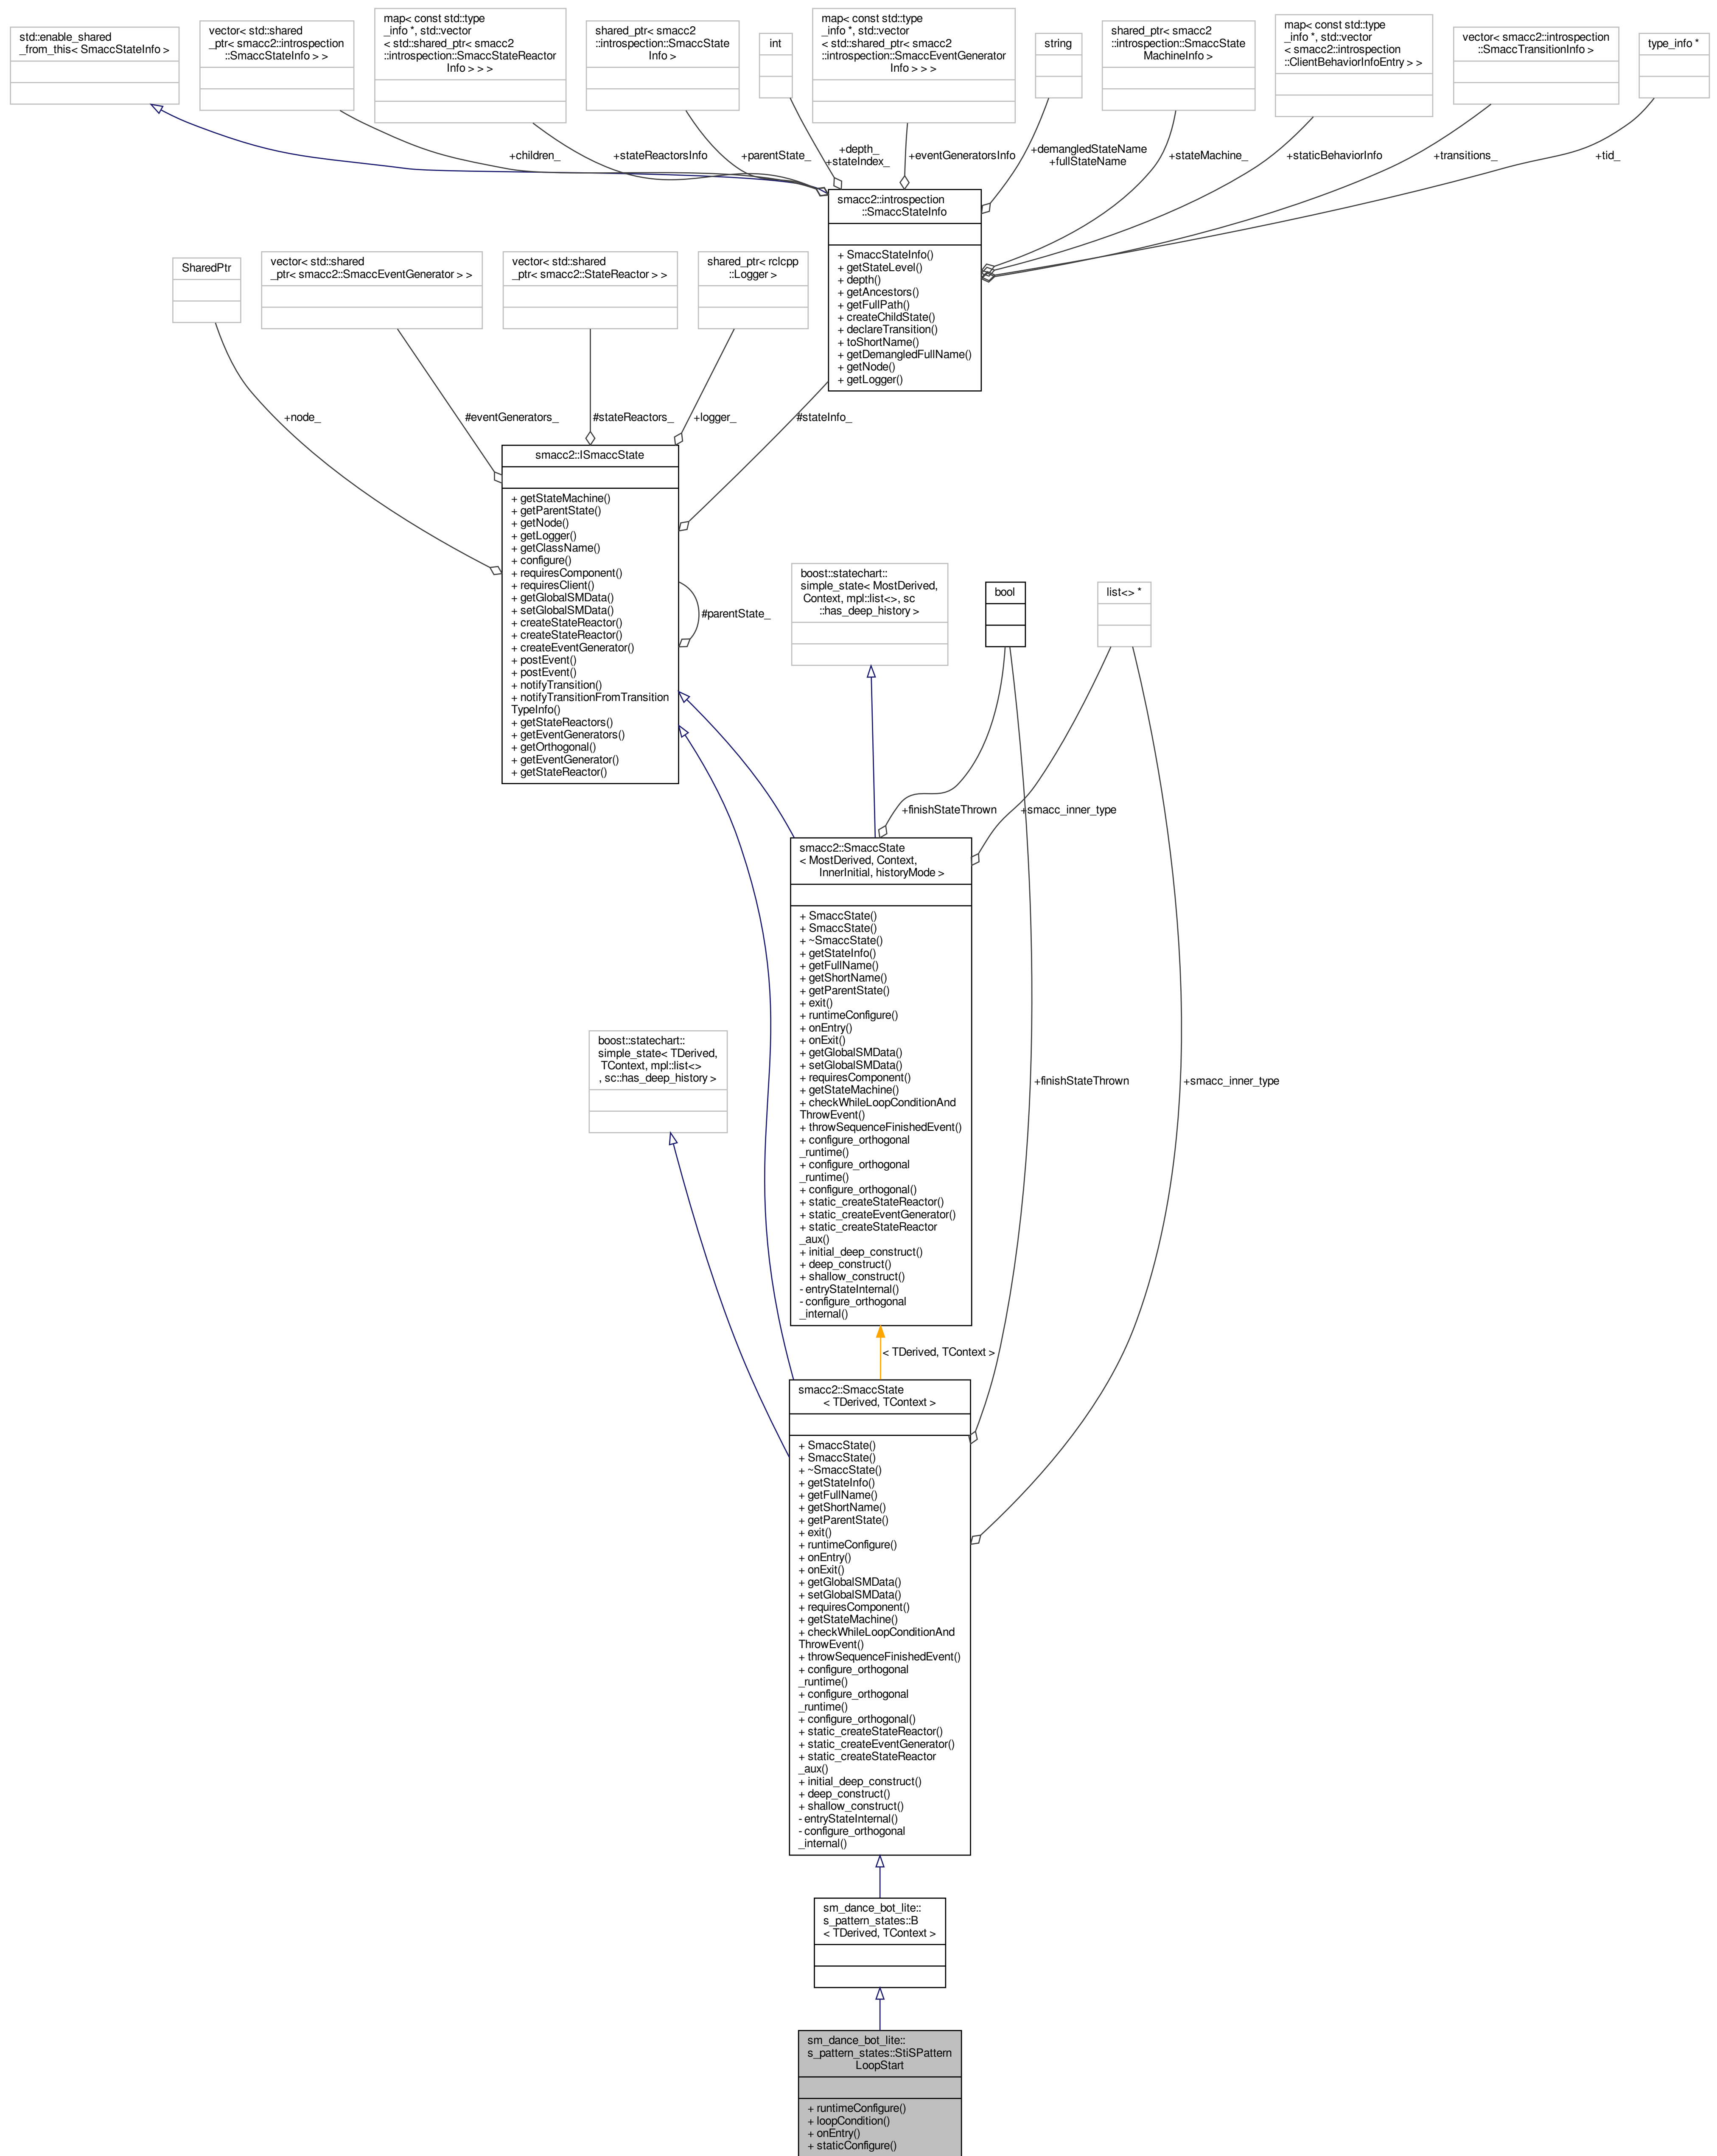 std::enable_shared
_from_this< SmaccStateInfo >
vector< std::shared
_ptr< smacc2::introspection
::SmaccStateInfo > >
map< const std::type
_info *, std::vector
< std::shared_ptr< smacc2
::introspection::SmaccStateReactor
Info > > >
shared_ptr< smacc2
::introspection::SmaccState
Info >
int
map< const std::type
_info *, std::vector
< std::shared_ptr< smacc2
::introspection::SmaccEventGenerator
Info > > >
string
shared_ptr< smacc2
::introspection::SmaccState
MachineInfo >
map< const std::type
_info *, std::vector
< smacc2::introspection
::ClientBehaviorInfoEntry > >
vector< smacc2::introspection
::SmaccTransitionInfo >
type_info *
+children_
+stateReactorsInfo
+parentState_
+depth_
+stateIndex_
+eventGeneratorsInfo
+demangledStateName
+fullStateName
+stateMachine_
+staticBehaviorInfo
+transitions_
+tid_
smacc2::introspection
::SmaccStateInfo
+ SmaccStateInfo()
+ getStateLevel()
+ depth()
+ getAncestors()
+ getFullPath()
+ createChildState()
+ declareTransition()
+ toShortName()
+ getDemangledFullName()
+ getNode()
+ getLogger()
SharedPtr
vector< std::shared
_ptr< smacc2::SmaccEventGenerator > >
vector< std::shared
_ptr< smacc2::StateReactor > >
shared_ptr< rclcpp
::Logger >
+node_
#eventGenerators_
#stateReactors_
+logger_
#stateInfo_
smacc2::ISmaccState
+ getStateMachine()
+ getParentState()
+ getNode()
+ getLogger()
+ getClassName()
+ configure()
+ requiresComponent()
+ requiresClient()
+ getGlobalSMData()
+ setGlobalSMData()
+ createStateReactor()
+ createStateReactor()
+ createEventGenerator()
+ postEvent()
+ postEvent()
+ notifyTransition()
+ notifyTransitionFromTransition
TypeInfo()
+ getStateReactors()
+ getEventGenerators()
+ getOrthogonal()
+ getEventGenerator()
+ getStateReactor()
#parentState_
boost::statechart::
simple_state< MostDerived,
Context, mpl::list<>, sc
::has_deep_history >
bool
list<> *
+finishStateThrown
+smacc_inner_type
smacc2::SmaccState
< MostDerived, Context,
InnerInitial, historyMode >
+ SmaccState()
+ SmaccState()
+ ~SmaccState()
+ getStateInfo()
+ getFullName()
+ getShortName()
+ getParentState()
+ exit()
+ runtimeConfigure()
+ onEntry()
+ onExit()
+ getGlobalSMData()
+ setGlobalSMData()
+ requiresComponent()
+ getStateMachine()
+ checkWhileLoopConditionAnd
ThrowEvent()
+ throwSequenceFinishedEvent()
+ configure_orthogonal
_runtime()
+ configure_orthogonal
_runtime()
+ configure_orthogonal()
+ static_createStateReactor()
+ static_createEventGenerator()
+ static_createStateReactor
_aux()
+ initial_deep_construct()
+ deep_construct()
+ shallow_construct()
- entryStateInternal()
- configure_orthogonal
_internal()
boost::statechart::
simple_state< TDerived,
TContext, mpl::list<>
, sc::has_deep_history >
+finishStateThrown
+smacc_inner_type
< TDerived, TContext >
smacc2::SmaccState
< TDerived, TContext >
+ SmaccState()
+ SmaccState()
+ ~SmaccState()
+ getStateInfo()
+ getFullName()
+ getShortName()
+ getParentState()
+ exit()
+ runtimeConfigure()
+ onEntry()
+ onExit()
+ getGlobalSMData()
+ setGlobalSMData()
+ requiresComponent()
+ getStateMachine()
+ checkWhileLoopConditionAnd
ThrowEvent()
+ throwSequenceFinishedEvent()
+ configure_orthogonal
_runtime()
+ configure_orthogonal
_runtime()
+ configure_orthogonal()
+ static_createStateReactor()
+ static_createEventGenerator()
+ static_createStateReactor
_aux()
+ initial_deep_construct()
+ deep_construct()
+ shallow_construct()
- entryStateInternal()
- configure_orthogonal
_internal()
sm_dance_bot_lite::
s_pattern_states::B
< TDerived, TContext >
sm_dance_bot_lite::
s_pattern_states::StiSPattern
LoopStart
+ runtimeConfigure()
+ loopCondition()
+ onEntry()
+ staticConfigure()